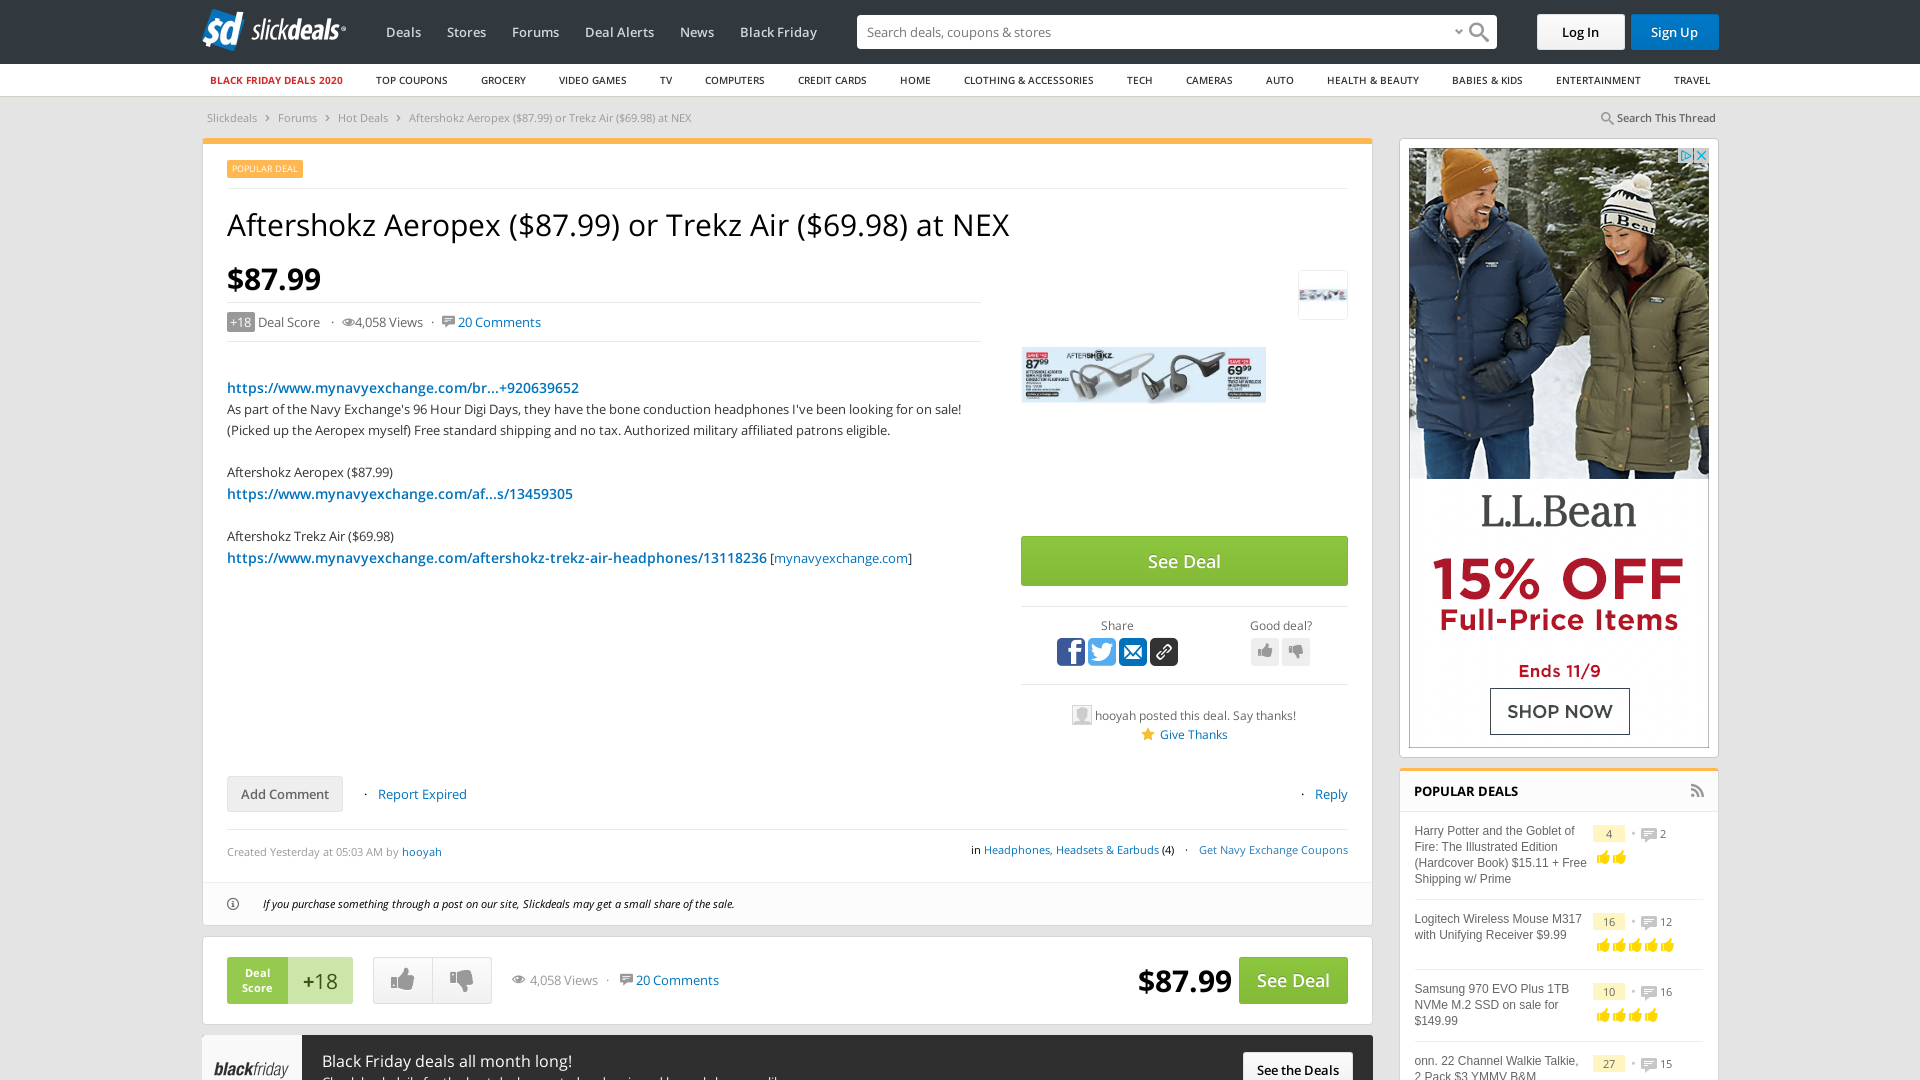 sd slickdeals
Deals Stores Forums Deal Alerts News Black Friday
Search deals, coupons & stores
Log In Sign Up
BLACK FRIDAY DEALS 2020 TOP COUPONS GROCERY VIDEO GAMES TV COMPUTERS CREDIT CARDS HOME CLOTHING & ACCESSORIES TECH CAMERAS AUTO HEALTH & BEAUTY BABIES & KIDS ENTERTAINMENT TRAVEL
Slickdeals › Forums › Hot Deals › Aftershokz Aeropex ($87.99) or Trekz Air ($69.98) at NEX
Search This Thread
POPULAR DEAL
Aftershokz Aeropex ($87.99) or Trekz Air ($69.98) at NEX
$87.99
+18 Deal Score · 4,058 Views · 20 Comments
https://www.mynavyexchange.com/br...+920639652
As part of the Navy Exchange's 96 Hour Digi Days, they have the bone conduction headphones I've been looking for on sale!
(Picked up the Aeropex myself) Free standard shipping and no tax. Authorized military affiliated patrons eligible.
Aftershokz Aeropex ($87.99)
https://www.mynavyexchange.com/af...s/13459305
Aftershokz Trekz Air ($69.98)
https://www.mynavyexchange.com/aftershokz-trekz-air-headphones/13118236 [mynavyexchange.com]
87.99
AFTERSHOKZ
69.99
See Deal
Share
Good deal?
hooyah posted this deal. Say thanks!
Give Thanks
Add Comment · Report Expired
· Reply
Created Yesterday at 05:03 AM by hooyah
in Headphones, Headsets & Earbuds (4) · Get Navy Exchange Coupons
If you purchase something through a post on our site, Slickdeals may get a small share of the sale.
Deal
Score
+18
4,058 Views · 20 Comments
$87.99
See Deal
blackfriday
Black Friday deals all month long!
See the Deals
L.L.Bean
L.L.Bean
15% OFF
Full-Price Items
Ends 11/9
SHOP NOW
POPULAR DEALS
Harry Potter and the Goblet of
Fire: The Illustrated Edition
(Hardcover Book) $15.11 + Free
Shipping w/ Prime
4 · 2
Logitech Wireless Mouse M317
with Unifying Receiver $9.99
16 · 12
Samsung 970 EVO Plus 1TB
NVMe M.2 SSD on sale for
$149.99
10 · 16
onn. 22 Channel Walkie Talkie,
2 Pack $3 YMMV B&M
27 · 15